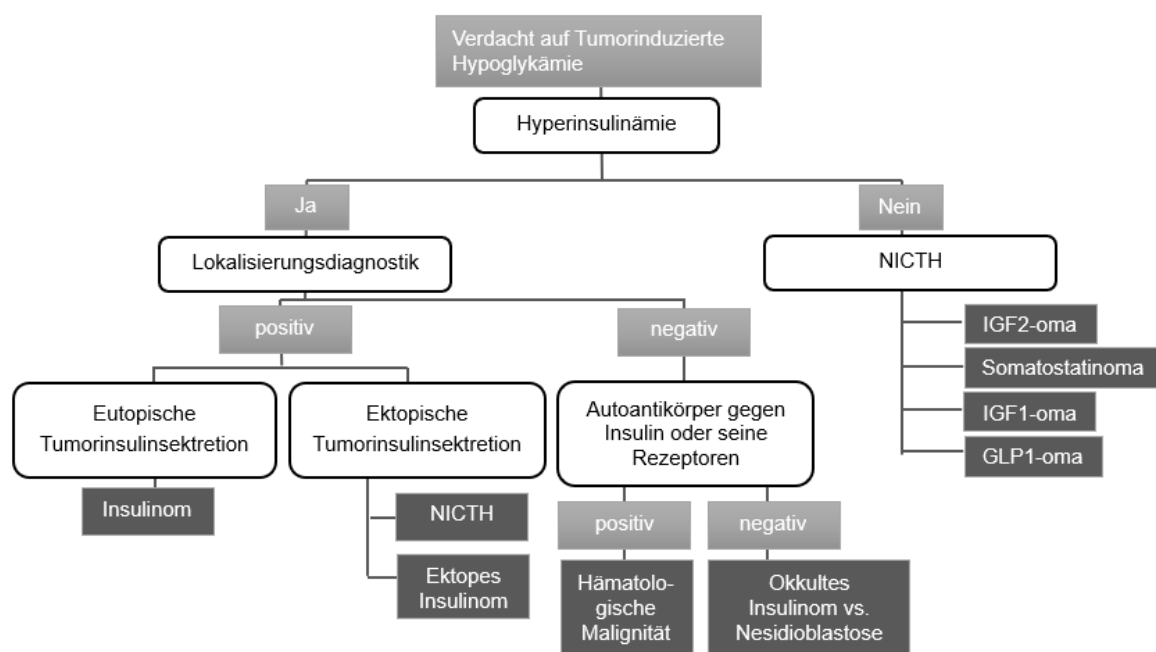 Verdacht auf Tumorinduzierte
Hypoglykämie
Hyperinsulinämie
Ja
Nein
Lokalisierungsdiagnostik
NICTH
positiv
negativ
IGF2-oma
Somatostatinoma
IGF1-oma
GLP1-oma
Eutopische
Tumorinsulinsektretion
Ektopische
Tumorinsulinsektretion
Autoantikörper gegen
Insulin oder seine
Rezeptoren
Insulinom
NICTH
Ektopes
Insulinom
positiv
negativ
Hämatolo-
gische
Malignität
Okkultes
Insulinom vs.
Nesidioblastose